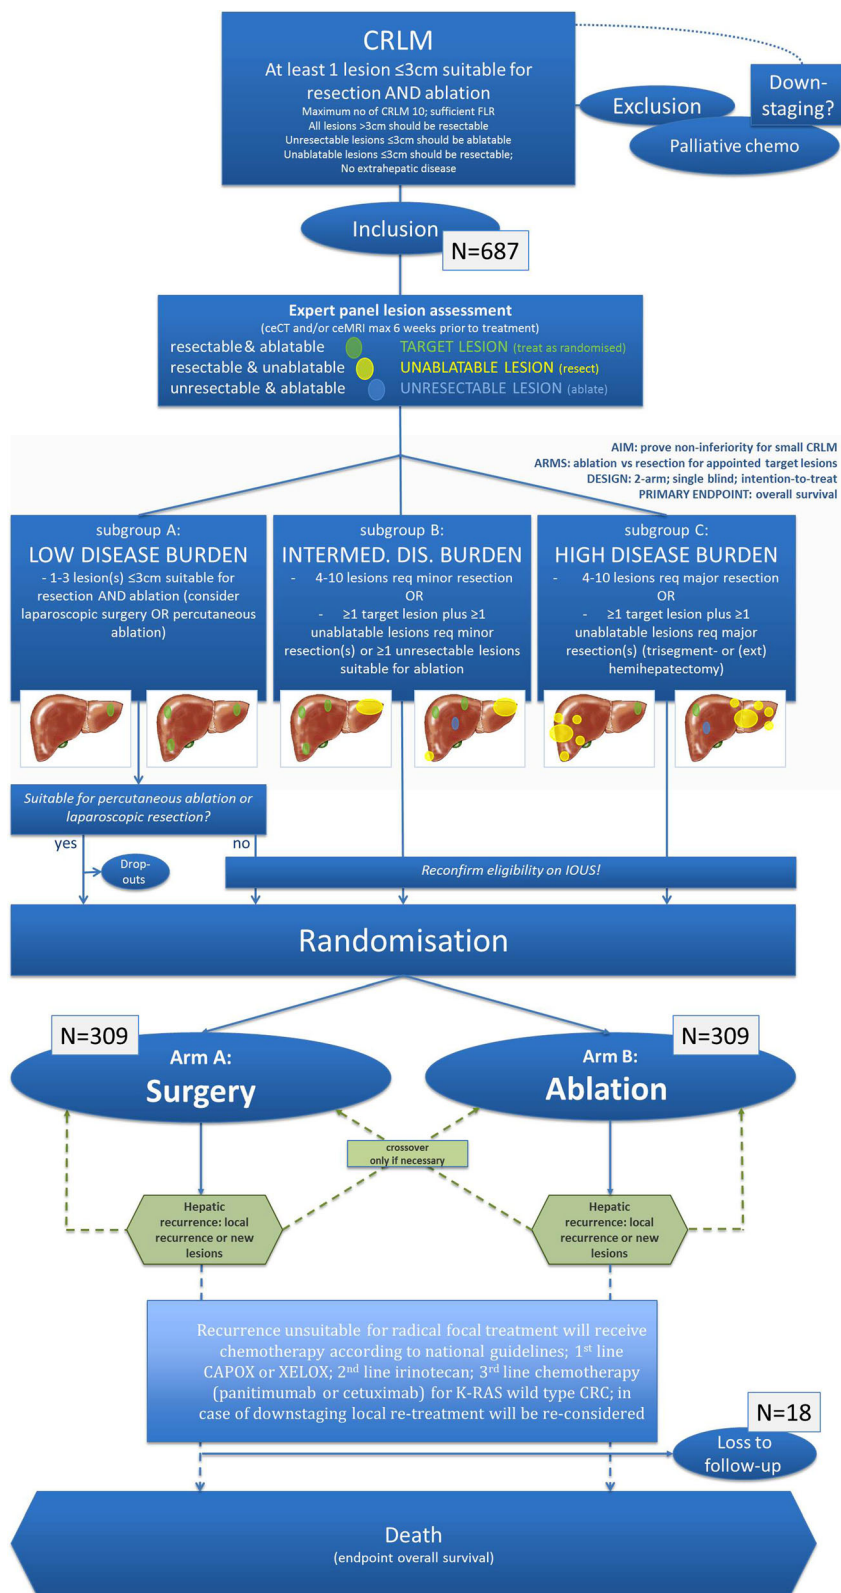 CRLM
At least 1 lesion ≤3cm suitable for
resection AND ablation
Maximum no of CRLM 10; sufficient FLR
All lesions >3cm should be resectable
Unresectable lesions ≤3cm should be ablatable
Unablatable lesions ≤3cm should be resectable;
No extrahepatic disease
Down-
staging?
Exclusion
Palliative chemo
Inclusion
N=687
Expert panel lesion assessment
(ceCT and/or ceMRI max 6 weeks prior to treatment)
resectable & ablatable TARGET LESION (treat as randomised)
resectable & unablatable UNABLATABLE LESION (resect)
unresectable & ablatable UNRESECTABLE LESION (ablate)
AIM: prove non-inferiority for small CRLM
ARMS: ablation vs resection for appointed target lesions
DESIGN: 2-arm; single blind; intention-to-treat
PRIMARY ENDPOINT: overall survival
subgroup A:
LOW DISEASE BURDEN
- 1-3 lesion(s) ≤3cm suitable for
resection AND ablation (consider
laparoscopic surgery OR percutaneous
ablation)
subgroup B:
INTERMED. DIS. BURDEN
- 4-10 lesions req minor resection
OR
- ≥1 target lesion plus ≥1
unablatable lesions req minor
resection(s) or ≥1 unresectable lesions
suitable for ablation
subgroup C:
HIGH DISEASE BURDEN
- 4-10 lesions req major resection
OR
- ≥1 target lesion plus ≥1
unablatable lesions req major
resection(s) (trisegment- or (ext)
hemihepatectomy)
Suitable for percutaneous ablation or
laparoscopic resection?
yes
no
Drop-
outs
Reconfirm eligibility on IOUS!
Randomisation
N=309
Arm A:
Surgery
N=309
Arm B:
Ablation
crossover
only if necessary
Hepatic
recurrence: local
recurrence or new
lesions
Hepatic
recurrence: local
recurrence or new
lesions
Recurrence unsuitable for radical focal treatment will receive
chemotherapy according to national guidelines; 1st line
CAPOX or XELOX; 2nd line irinotecan; 3rd line chemotherapy
(panitimumab or cetuximab) for K-RAS wild type CRC; in
case of downstaging local re-treatment will be re-considered
N=18
Loss to
follow-up
Death
(endpoint overall survival)